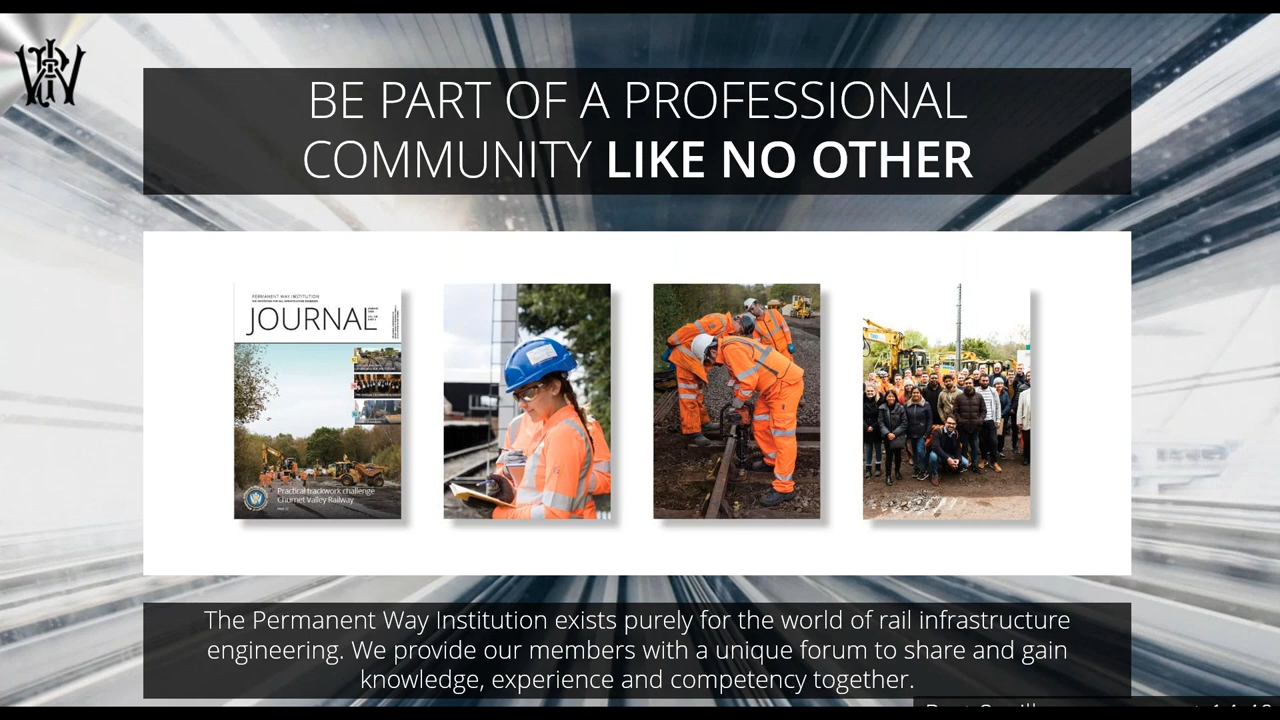 BE PART OF A PROFESSIONAL
COMMUNITY LIKE NO OTHER
PERMANENT WAY INSTITUTION
JOURNAL
Practical trackwork challenge
Churnet Valley Railway
The Permanent Way Institution exists purely for the world of rail infrastructure
engineering. We provide our members with a unique forum to share and gain
knowledge, experience and competency together.